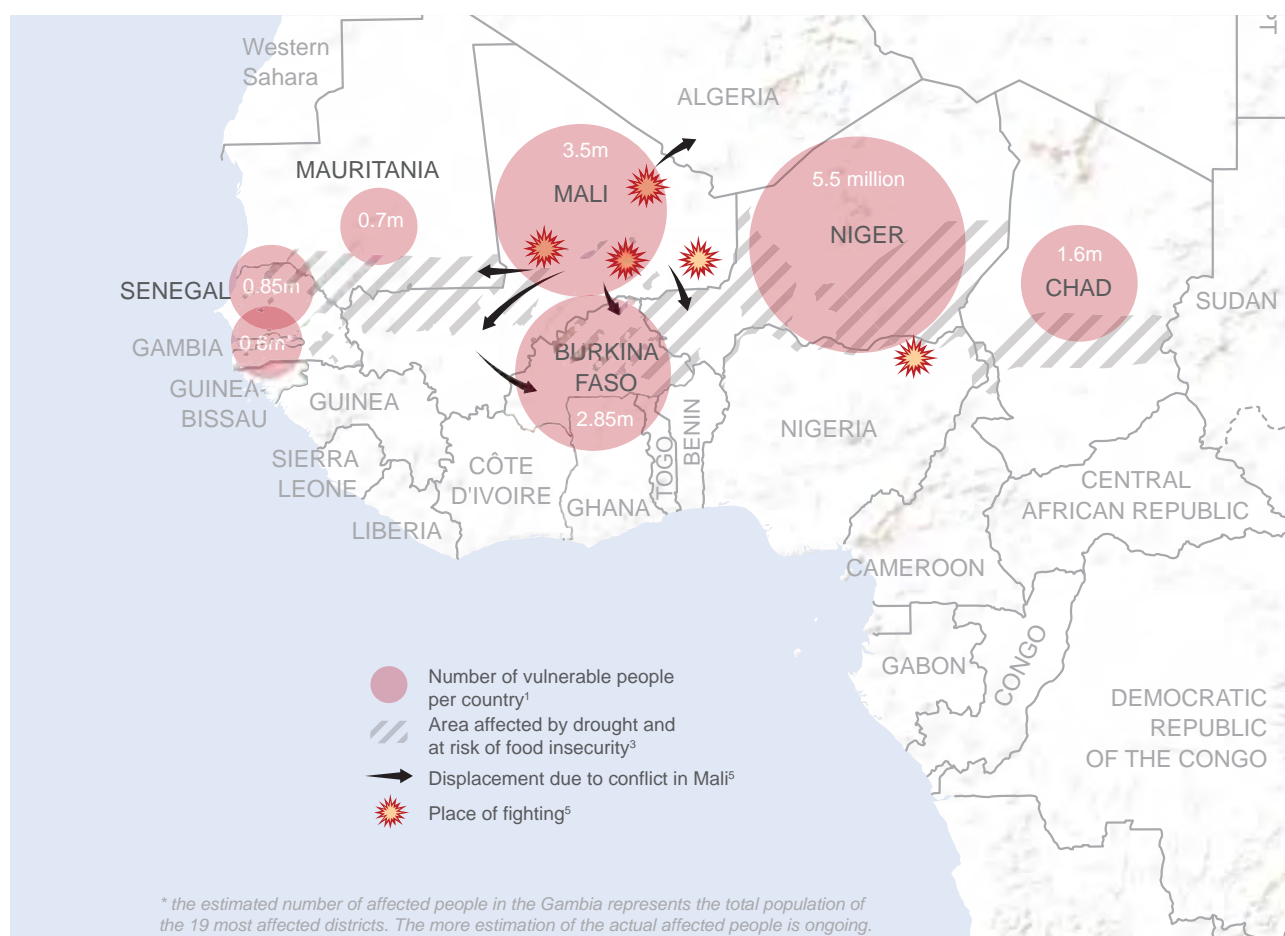 Western
Sahara
ALGERIA
MAURITANIA
3.5m
MALI
5.5 million
NIGER
0.7m
1.6m
CHAD
SENEGAL
0.85m
SUDAN
GAMBIA
0.6m*
BURKINA
FASO
2.85m
GUINEA-
BISSAU
GUINEA
SIERRA
LEONE
LIBERIA
CÔTE
D'IVOIRE
GHANA
TOGO
BENIN
NIGERIA
CENTRAL
AFRICAN REPUBLIC
CAMEROON
GABON
CONGO
DEMOCRATIC
REPUBLIC
OF THE CONGO
Number of vulnerable people
per country¹
Area affected by drought and
at risk of food insecurity³
Displacement due to conflict in Mali⁵
Place of fighting⁵
* the estimated number of affected people in the Gambia represents the total population of
the 19 most affected districts. The more estimation of the actual affected people is ongoing.